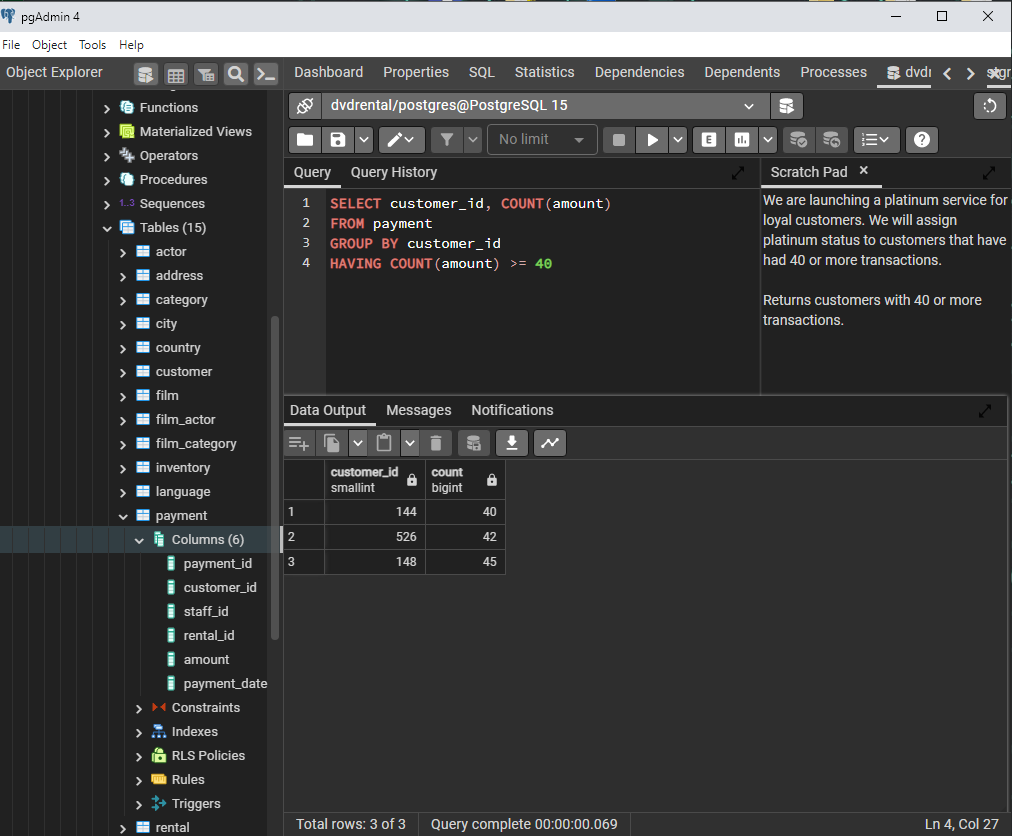 pgAdmin 4
File Object Tools Help
Object Explorer
Dashboard Properties SQL Statistics Dependencies Dependents Processes
dvdrental/postgres@PostgreSQL 15
No limit
E
Functions
Materialized Views
Operators
Procedures
1..3 Sequences
Tables (15)
actor
address
category
city
country
customer
film
film_actor
film_category
inventory
language
payment
Columns (6)
payment_id
customer_id
staff_id
rental_id
amount
payment_date
Constraints
Indexes
RLS Policies
Rules
Triggers
rental
Query Query History
1 SELECT customer_id, COUNT(amount)
2 FROM payment
3 GROUP BY customer_id
4 HAVING COUNT(amount) >= 40
Scratch Pad
We are launching a platinum service for
loyal customers. We will assign
platinum status to customers that have
had 40 or more transactions.
Returns customers with 40 or more
transactions.
Data Output Messages Notifications
customer_id count
smallint bigint
1 144 40
2 526 42
3 148 45
Total rows: 3 of 3 Query complete 00:00:00.069 Ln 4, Col 27